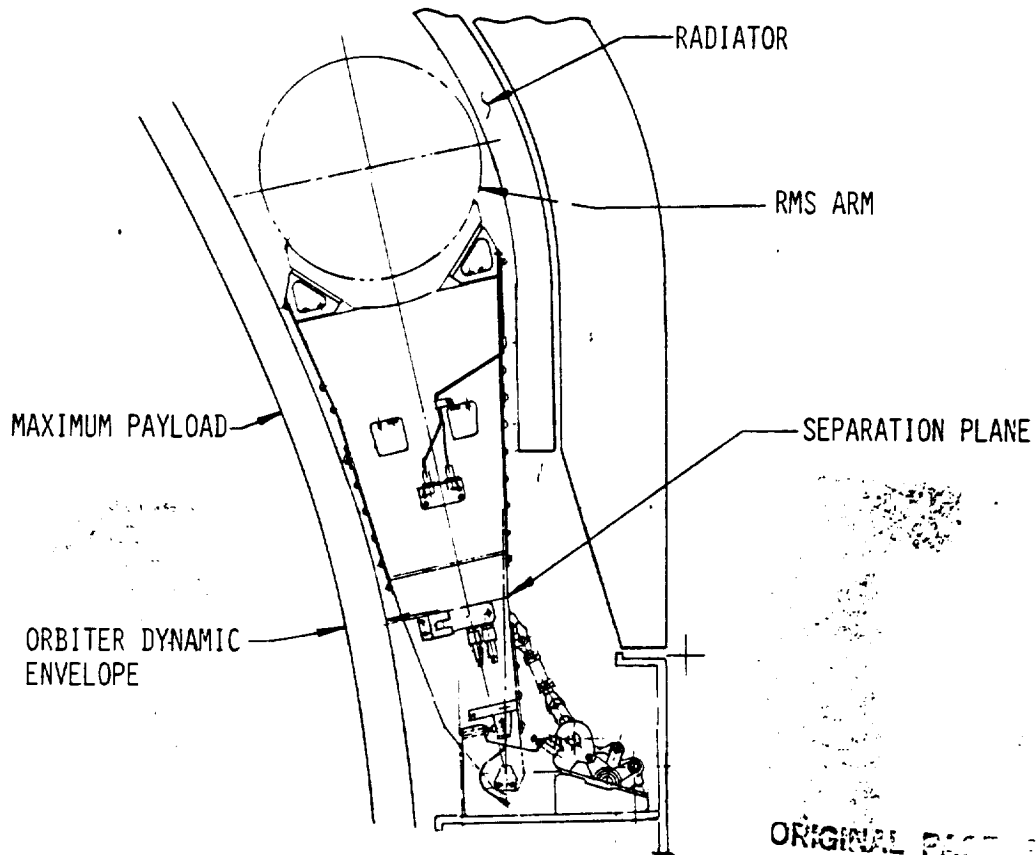 RADIATOR
RMS ARM
MAXIMUM PAYLOAD
SEPARATION PLANE
ORBITER DYNAMIC
ENVELOPE
ORIGINAL